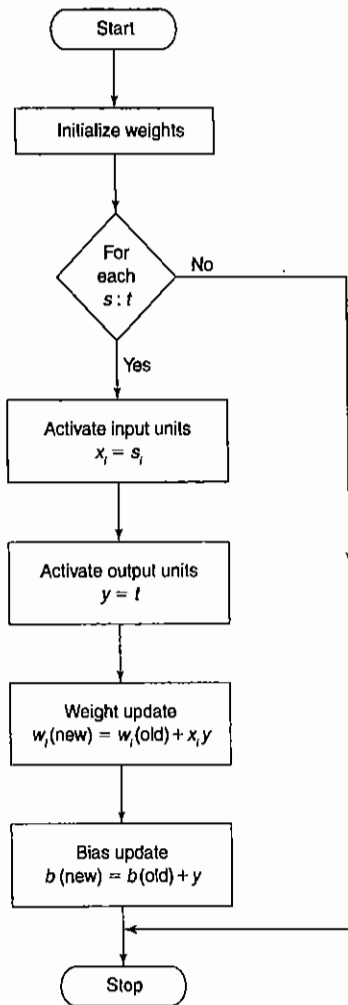 Start
Initialize weights
For
each
s : t
No
Yes
Activate input units
xᵢ = sᵢ
Activate output units
y = t
Weight update
wᵢ(new) = wᵢ(old) + xᵢ y
Bias update
b (new) = b (old) + y
Stop